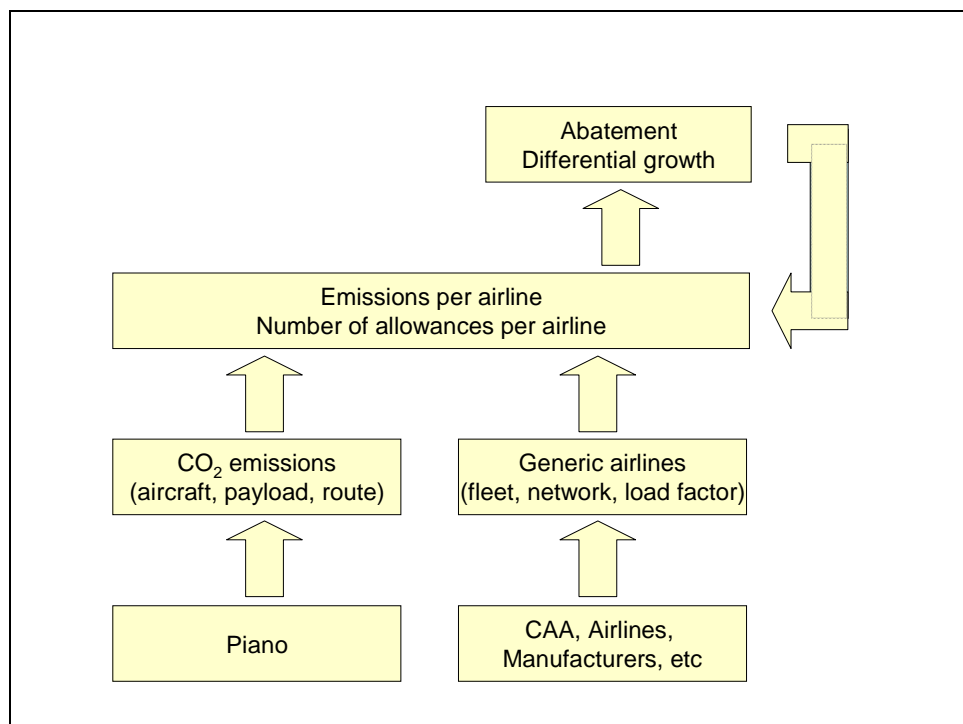 Abatement
Differential growth
Emissions per airline
Number of allowances per airline
CO₂ emissions
(aircraft, payload, route)
Generic airlines
(fleet, network, load factor)
Piano
CAA, Airlines,
Manufacturers, etc